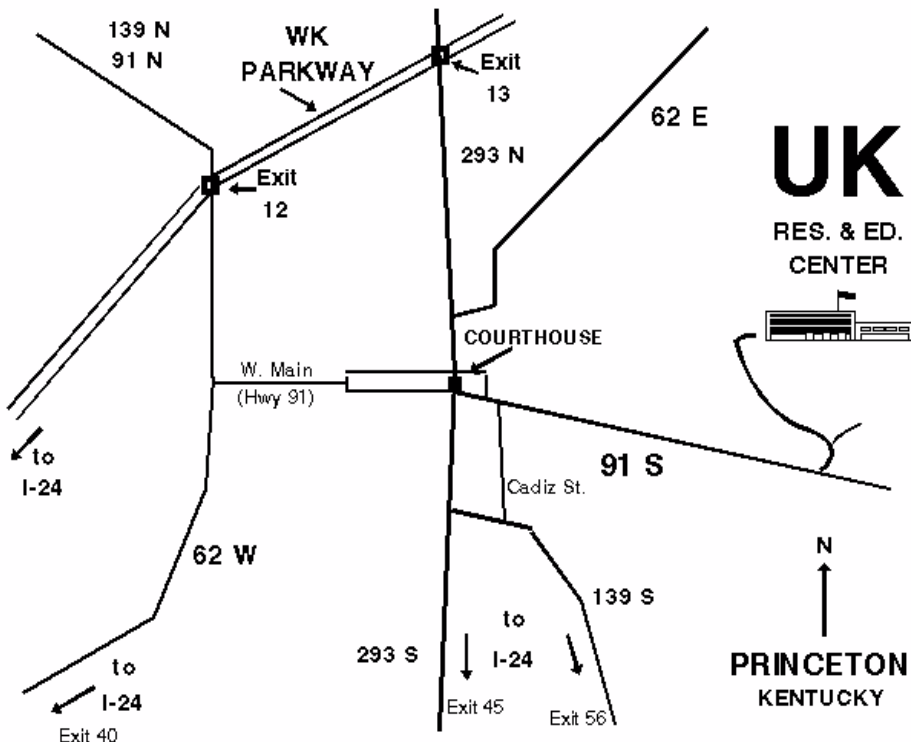 139 N
91 N
WK
PARKWAY
Exit
13
62 E
293 N
UK
RES. & ED.
CENTER
Exit
12
COURTHOUSE
W. Main
(Hwy 91)
91 S
to
I-24
Cadiz St.
62 W
N
139 S
to
I-24
293 S
PRINCETON
KENTUCKY
to
I-24
Exit 40
Exit 45
Exit 56